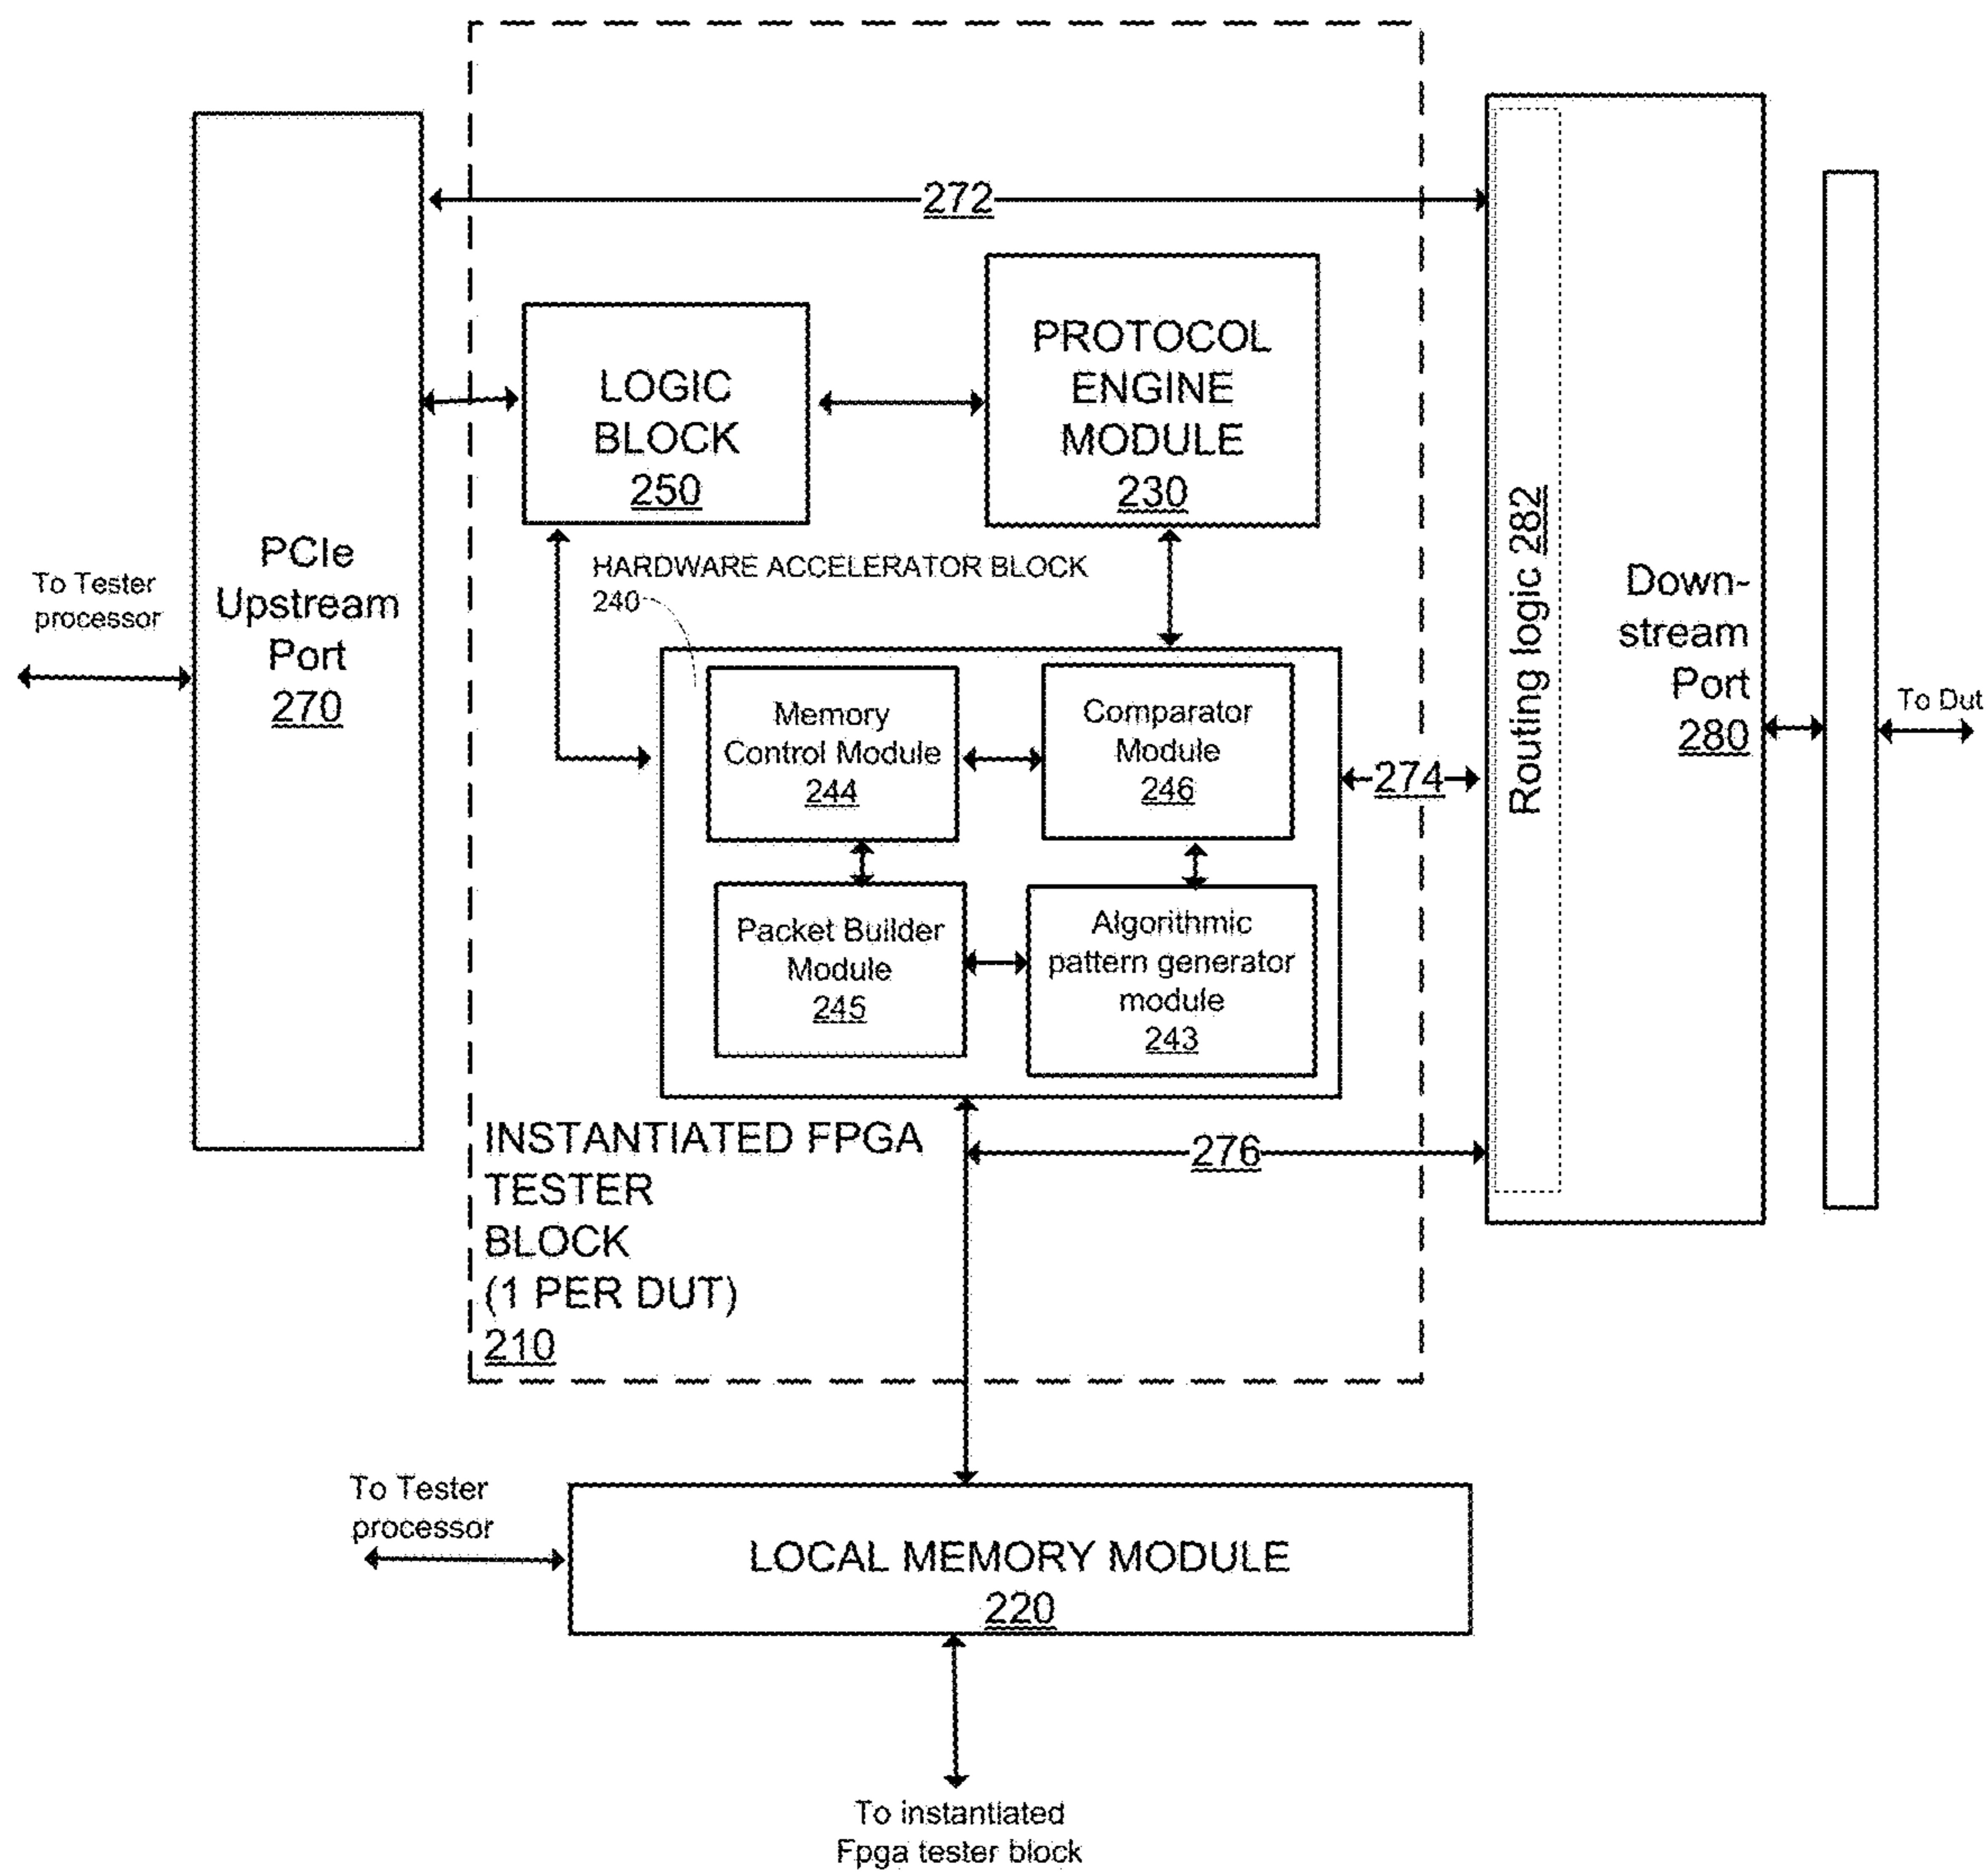 272
PROTOCOL
ENGINE
MODULE
230
LOGIC
BLOCK
250
PCIe
Upstream
Port
270
To Tester
processor
HARDWARE ACCELERATOR BLOCK
240
Memory
Control Module
244
Comparator
Module
246
Packet Builder
Module
245
Algorithmic
pattern generator
module
243
274
276
Routing logic 282
Down-
stream
Port
280
To Dut
INSTANTIATED FPGA
TESTER
BLOCK
(1 PER DUT)
210
To Tester
processor
LOCAL MEMORY MODULE
220
To instantiated
Fpga tester block